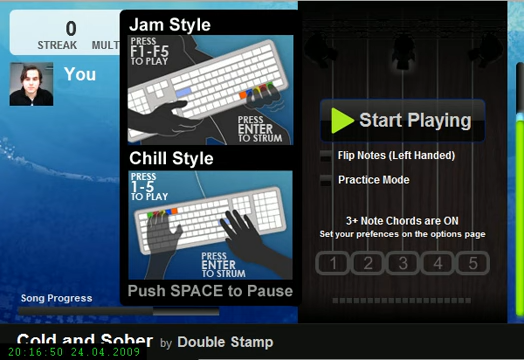 0
STREAK MULT
You
Jam Style
PRESS
F1-F5
TO PLAY
PRESS
ENTER
TO STRUM
Chill Style
PRESS
1-5
TO PLAY
PRESS
ENTER
TO STRUM
Push SPACE to Pause
Start Playing
Flip Notes (Left Handed)
Practice Mode
3+ Note Chords are ON
Set your prefences on the options page
1 2 3 4 5
Song Progress
Cold and Sober by Double Stamp
20:16:50 24.04.2009